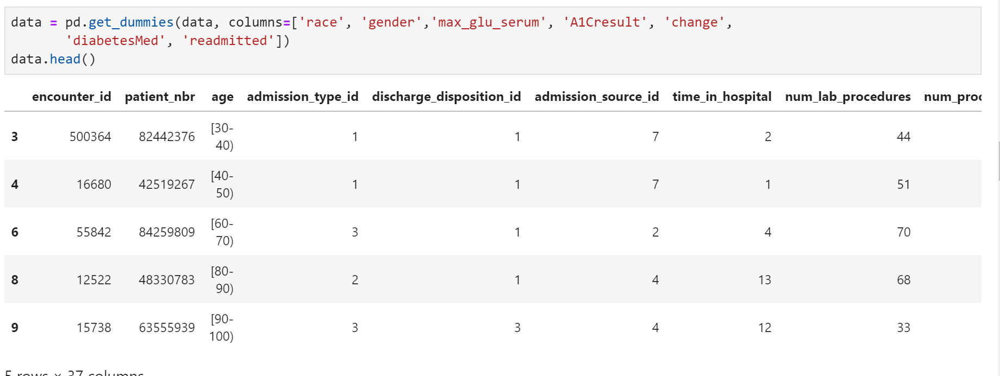 data = pd.get_dummies(data, columns=['race', 'gender','max_glu_serum', 'A1Cresult', 'change',
'diabetesMed', 'readmitted'])
data.head()
encounter_id patient_nbr age admission_type_id discharge_disposition_id admission_source_id time_in_hospital num_lab_procedures num_proc
3 500364 82442376 [30-40) 1 1 7 2 44
4 16680 42519267 [40-50) 1 1 7 1 51
6 55842 84259809 [60-70) 3 1 2 4 70
8 12522 48330783 [80-90) 2 1 4 13 68
9 15738 63555939 [90-100) 3 3 4 12 33
5 rows × 37 columns